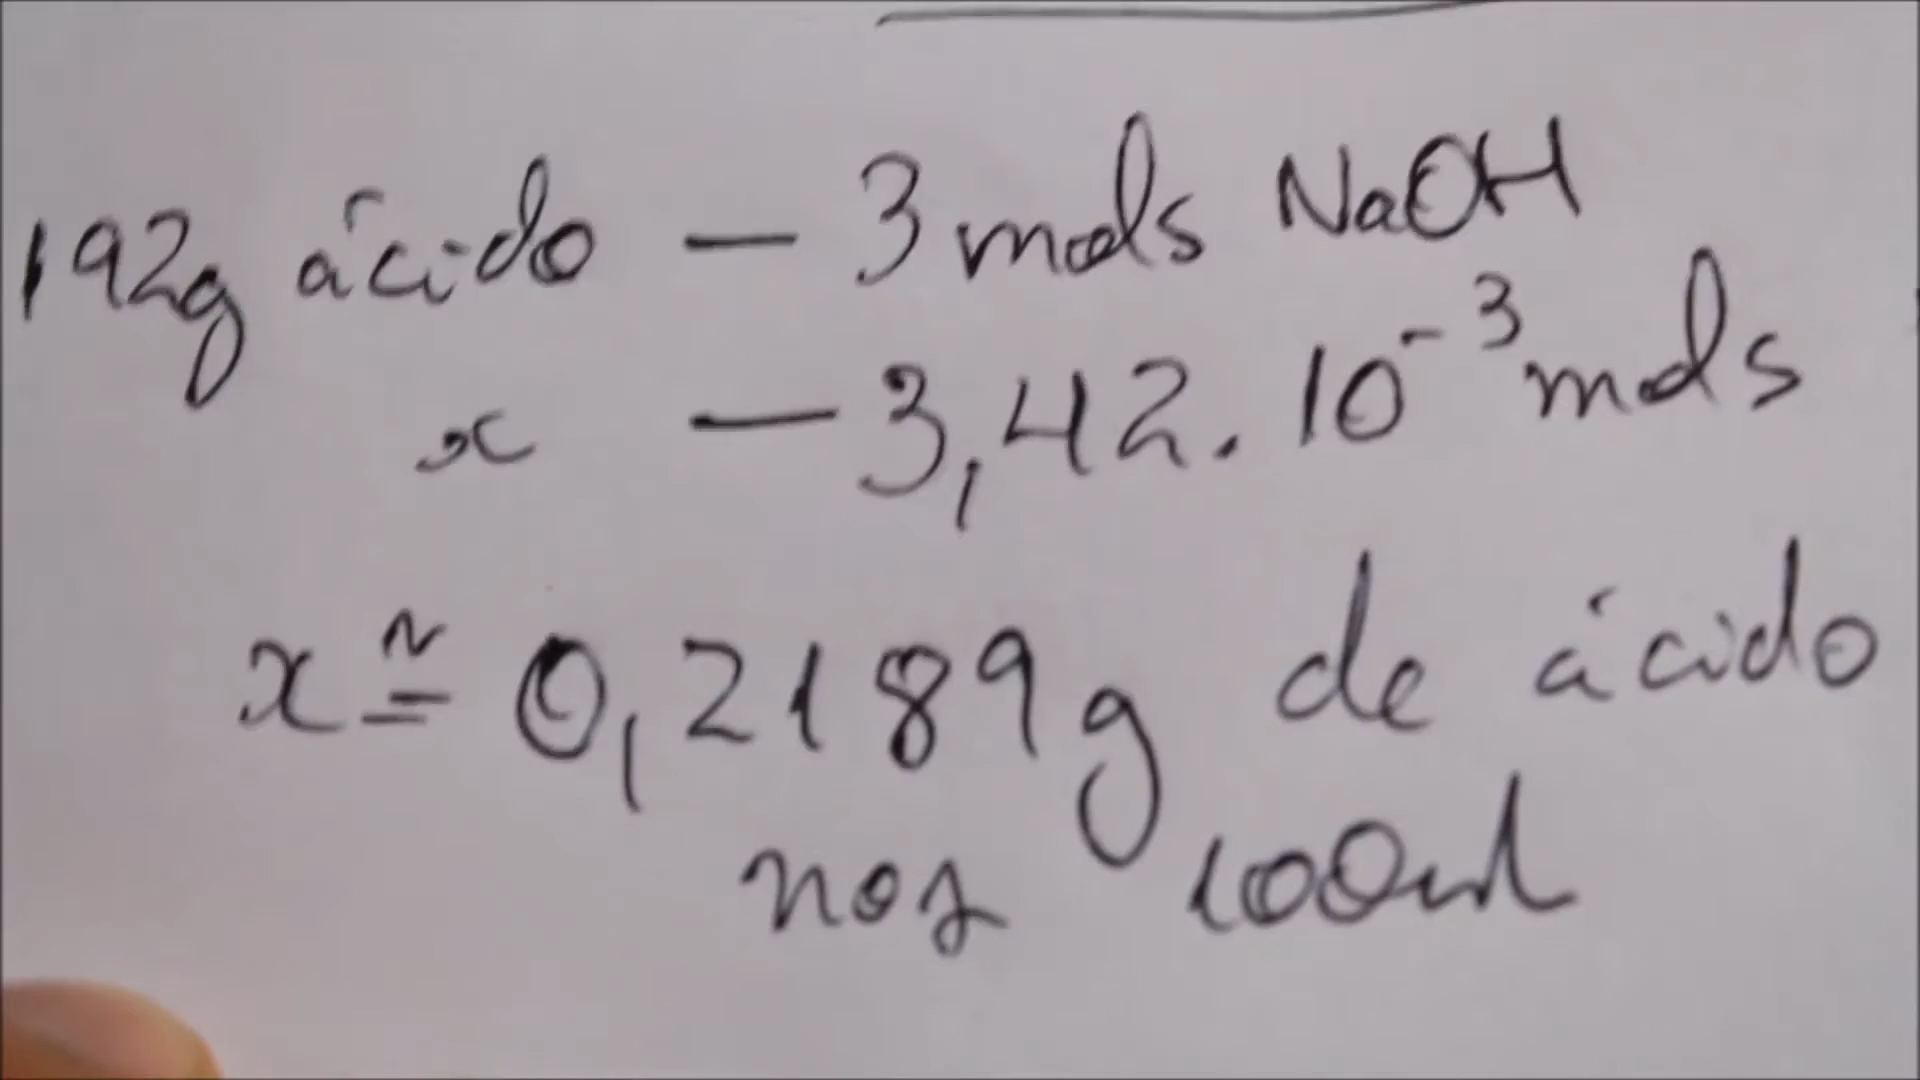 192g ácido – 3 mols NaOH
x – 3,42 . 10⁻³ mols
x ≅ 0,2189g de ácido
nos 100ml